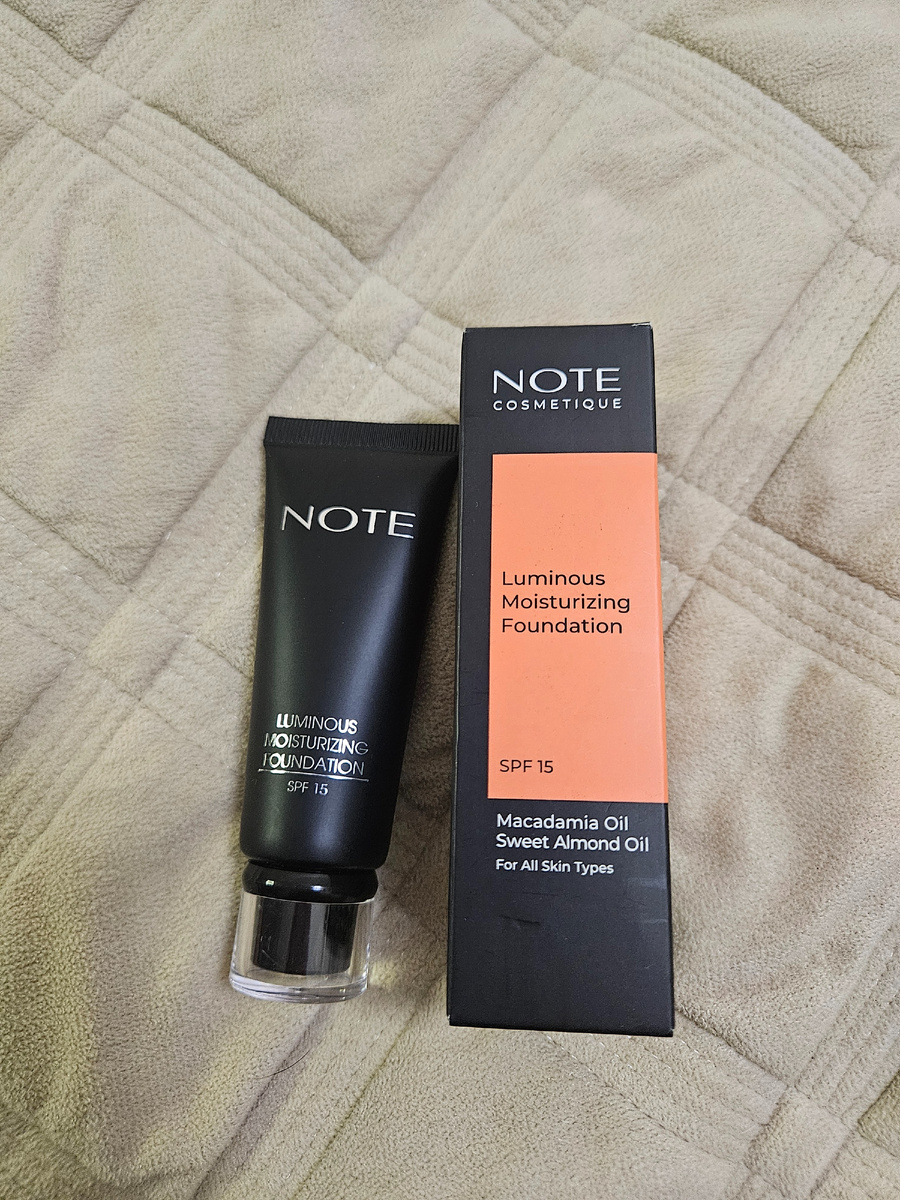 NOTE
LUMINOUS
MOISTURIZING
FOUNDATION
SPF 15
NOTE
COSMETIQUE
Luminous
Moisturizing
Foundation
SPF 15
Macadamia Oil
Sweet Almond Oil
For All Skin Types